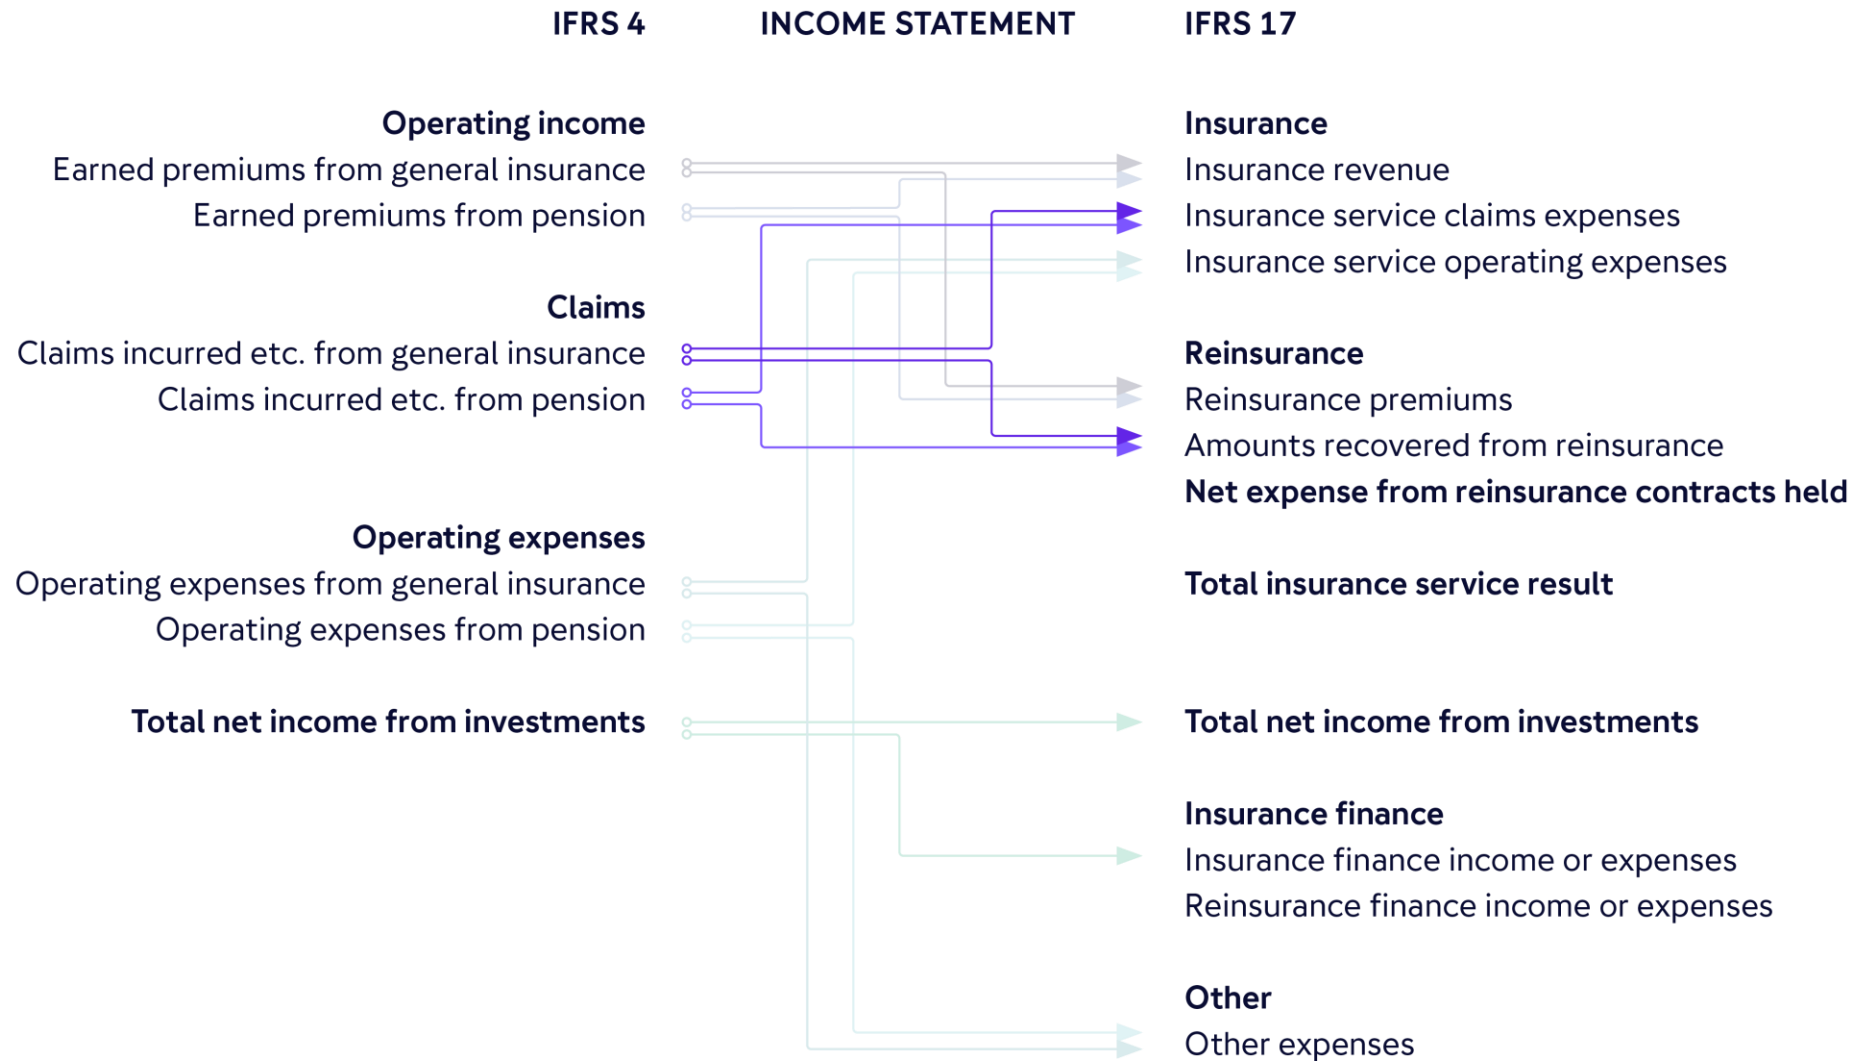 IFRS 4 INCOME STATEMENT IFRS 17
Operating income
Earned premiums from general insurance
Earned premiums from pension
Claims
Claims incurred etc. from general insurance
Claims incurred etc. from pension
Operating expenses
Operating expenses from general insurance
Operating expenses from pension
Total net income from investments
Insurance
Insurance revenue
Insurance service claims expenses
Insurance service operating expenses
Reinsurance
Reinsurance premiums
Amounts recovered from reinsurance
Net expense from reinsurance contracts held
Total insurance service result
Total net income from investments
Insurance finance
Insurance finance income or expenses
Reinsurance finance income or expenses
Other
Other expenses